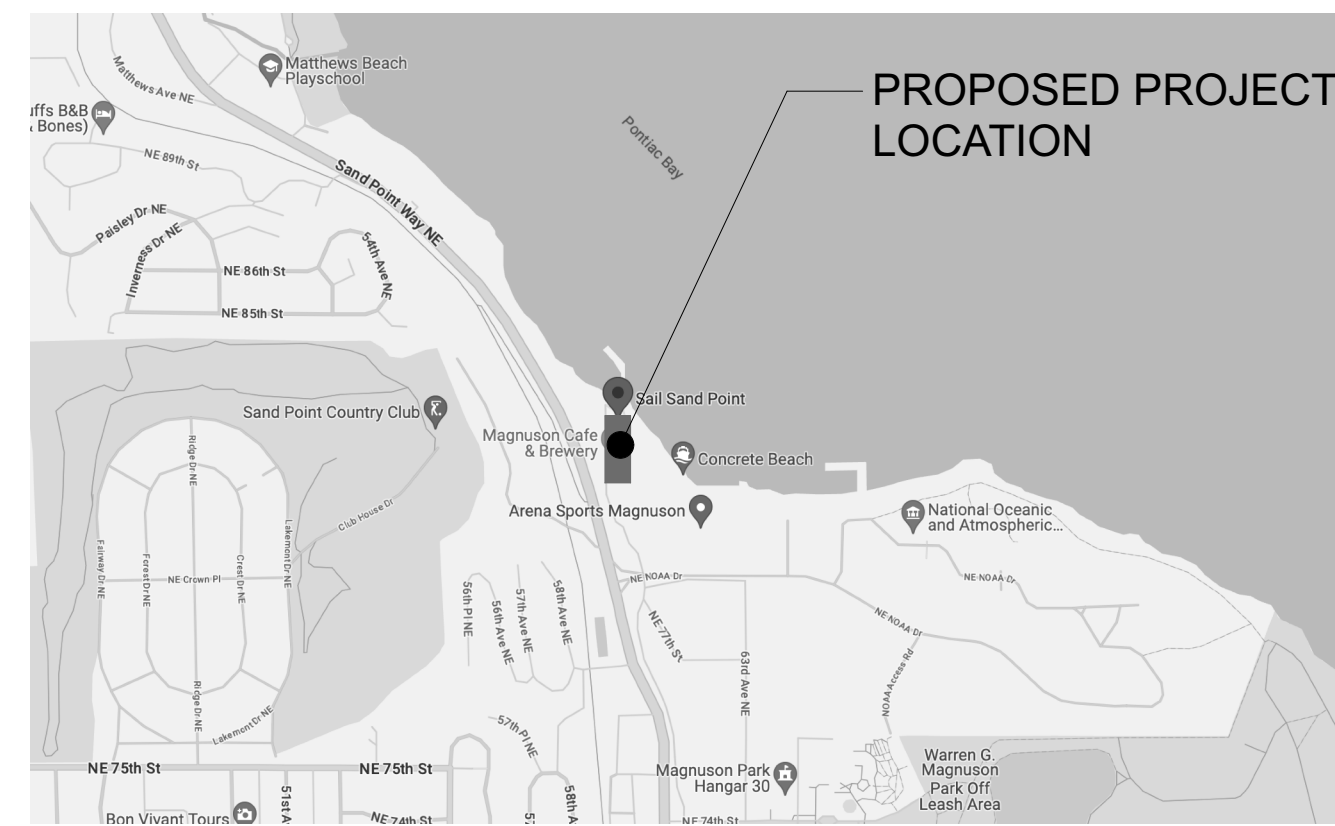 PROPOSED PROJECT
LOCATION
Matthews Beach
Playschool
Matthews Ave NE
uffs B&B
& Bones)
NE 89th St
Pontiac Bay
Sand Point Way NE
Paisley Dr NE
Inverness Dr NE
54th Ave NE
NE 86th St
NE 85th St
Sail Sand Point
Sand Point Country Club
Magnuson Cafe
& Brewery
Concrete Beach
Ridge Dr NE
Club House Dr
Arena Sports Magnuson
National Oceanic
and Atmospheric...
Lakemont Dr NE
Fairway Dr NE
Forest Dr NE
Crest Dr NE
NE Crown Pl
NE NOAA Dr
NE NOAA Dr
56th Pl NE
56th Ave NE
57th Ave NE
58th Ave NE
NE 77th St
NE NOAA Dr
63rd Ave NE
NOAA Access Rd
Ridge Dr NE
Lakemont Dr NE
57th Pl NE
NE 75th St
NE 75th St
Magnuson Park
Hangar 30
Warren G.
Magnuson
Park Off
Leash Area
51st A
58th A
57
Bon Vivant Tours
NE 74th St
NE 74th St